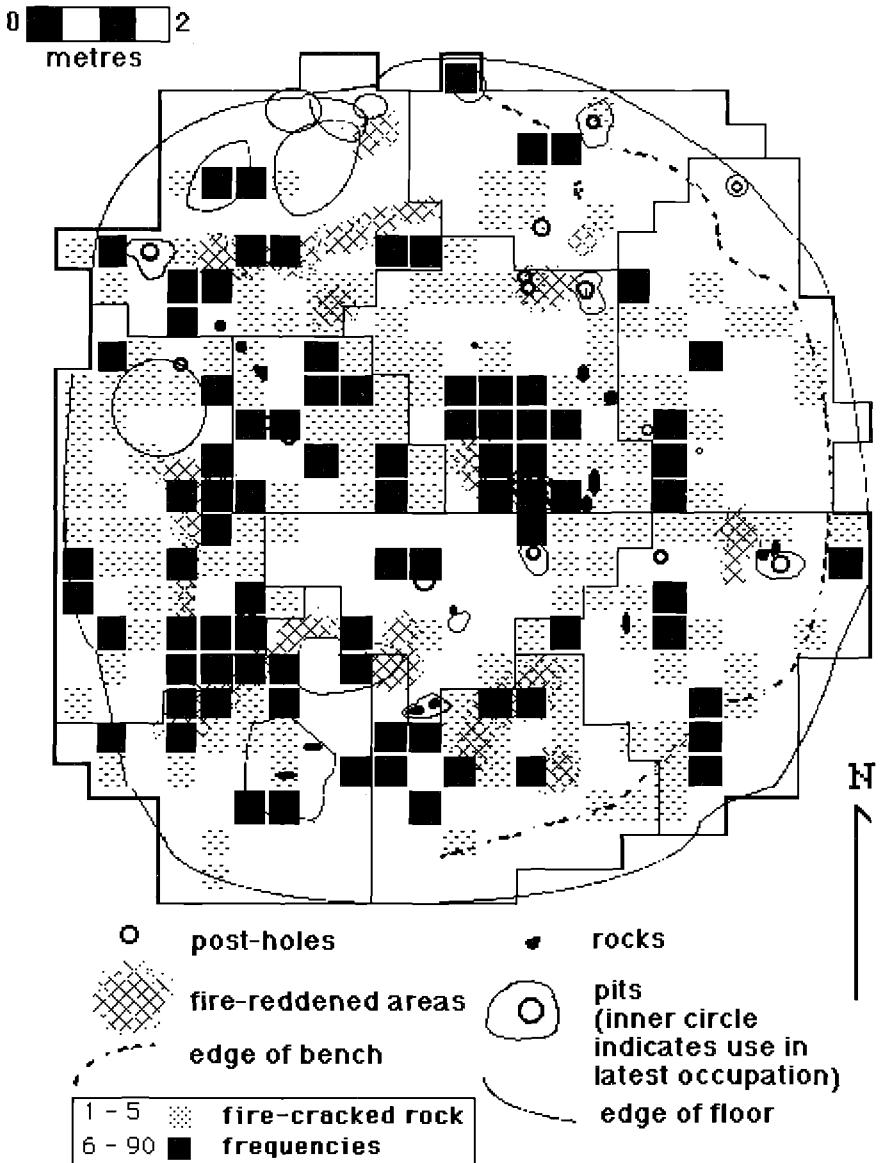 0 2
metres
N
post-holes
rocks
fire-reddened areas
pits
(inner circle
indicates use in
latest occupation)
edge of bench
edge of floor
1 - 5 fire-cracked rock
6 - 90 frequencies